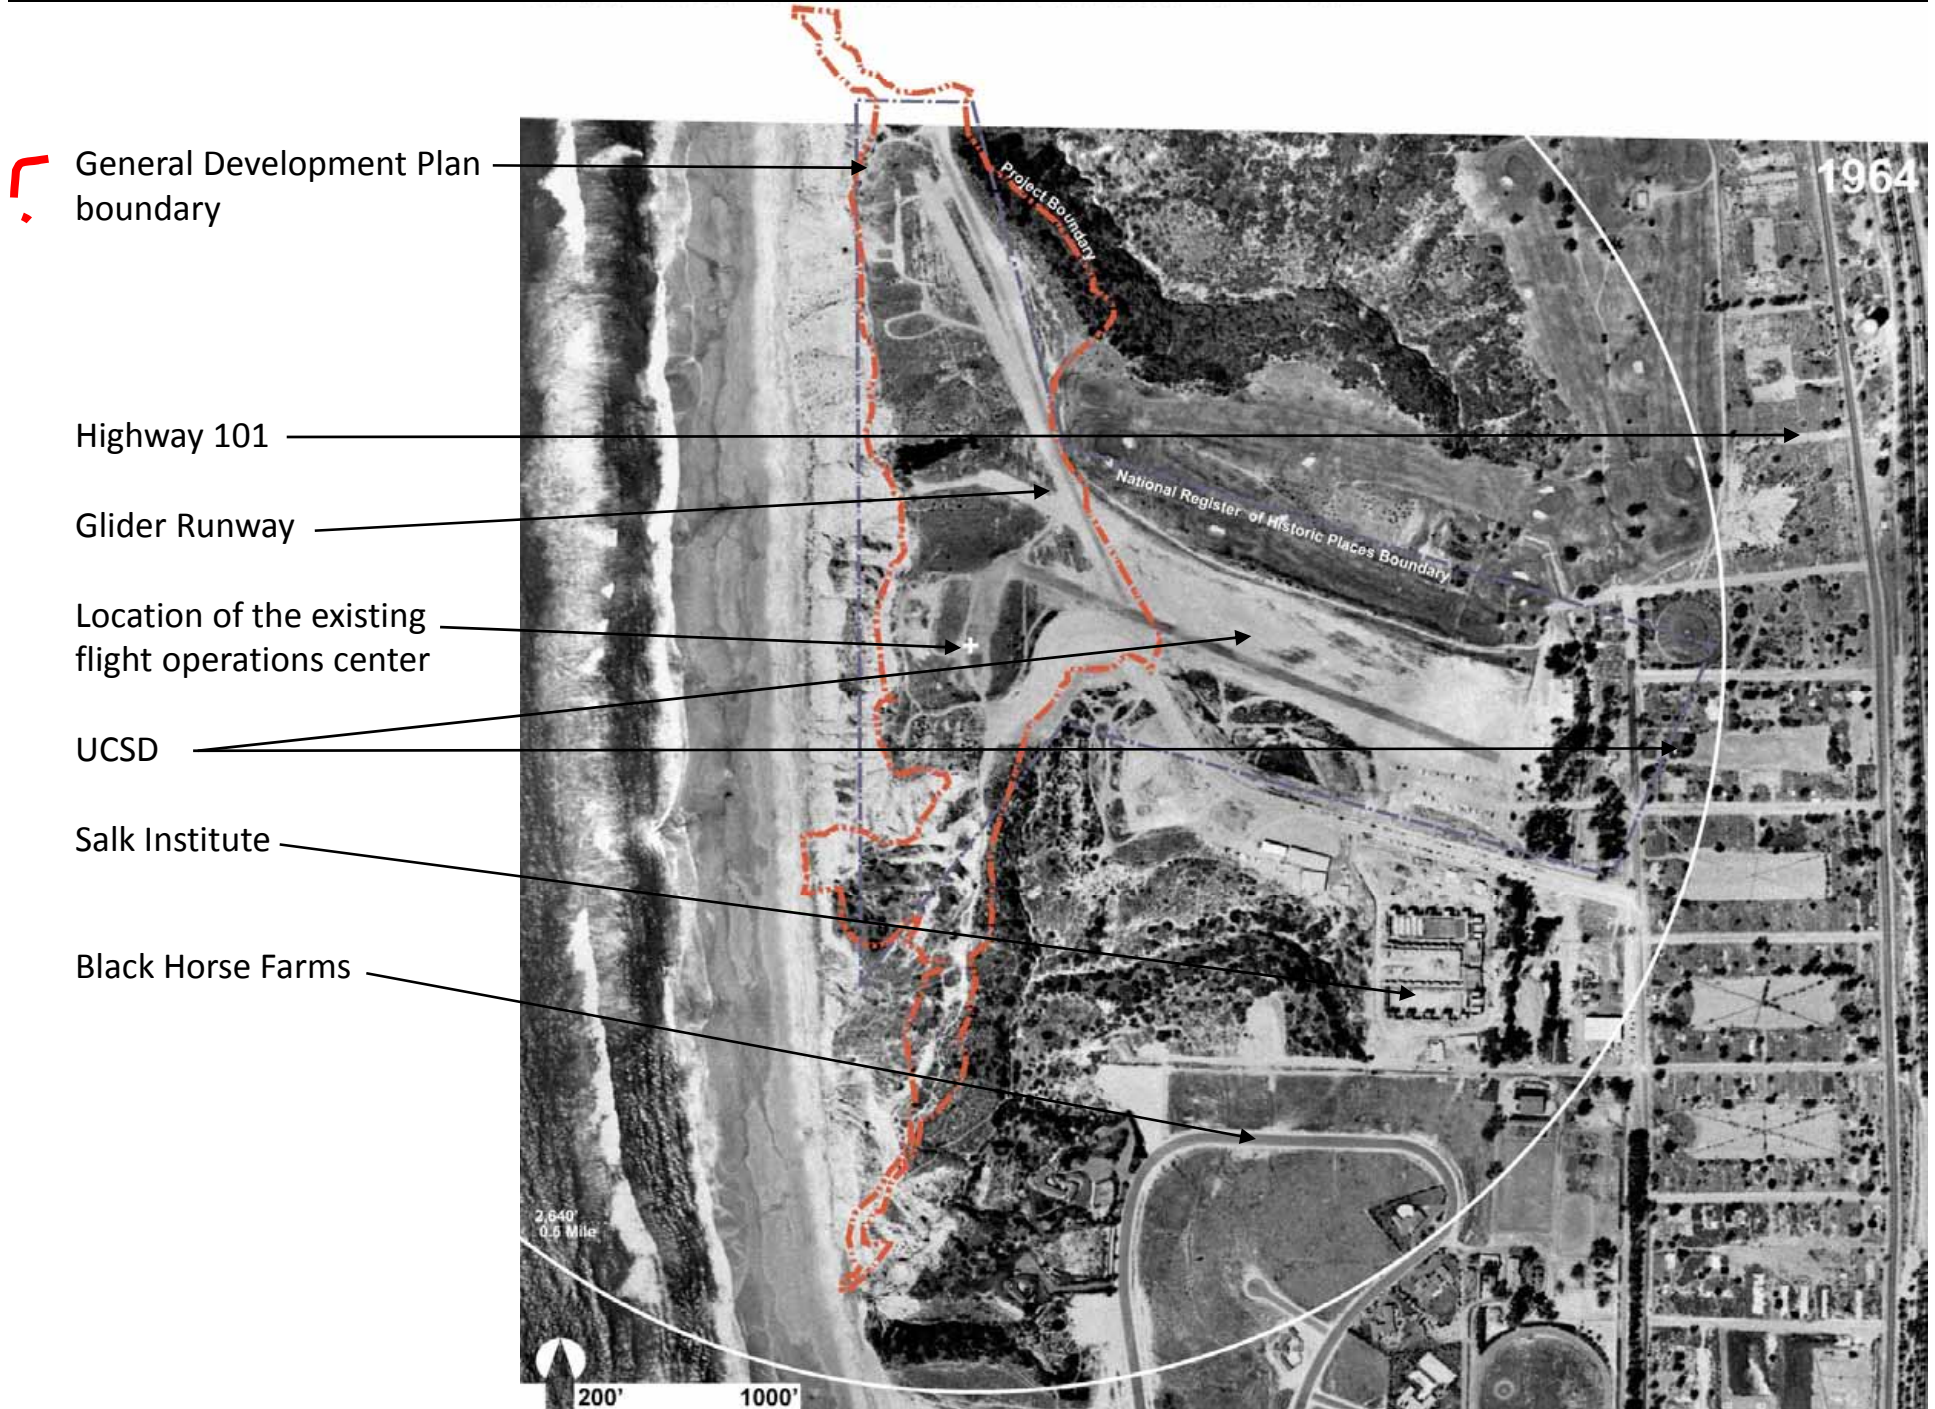 1964
General Development Plan
boundary
Project Boundary
Highway 101
National Register of Historic Places Boundary
Glider Runway
Location of the existing
flight operations center
UCSD
Salk Institute
Black Horse Farms
2,640'
0.5 Mile
200'
1000'